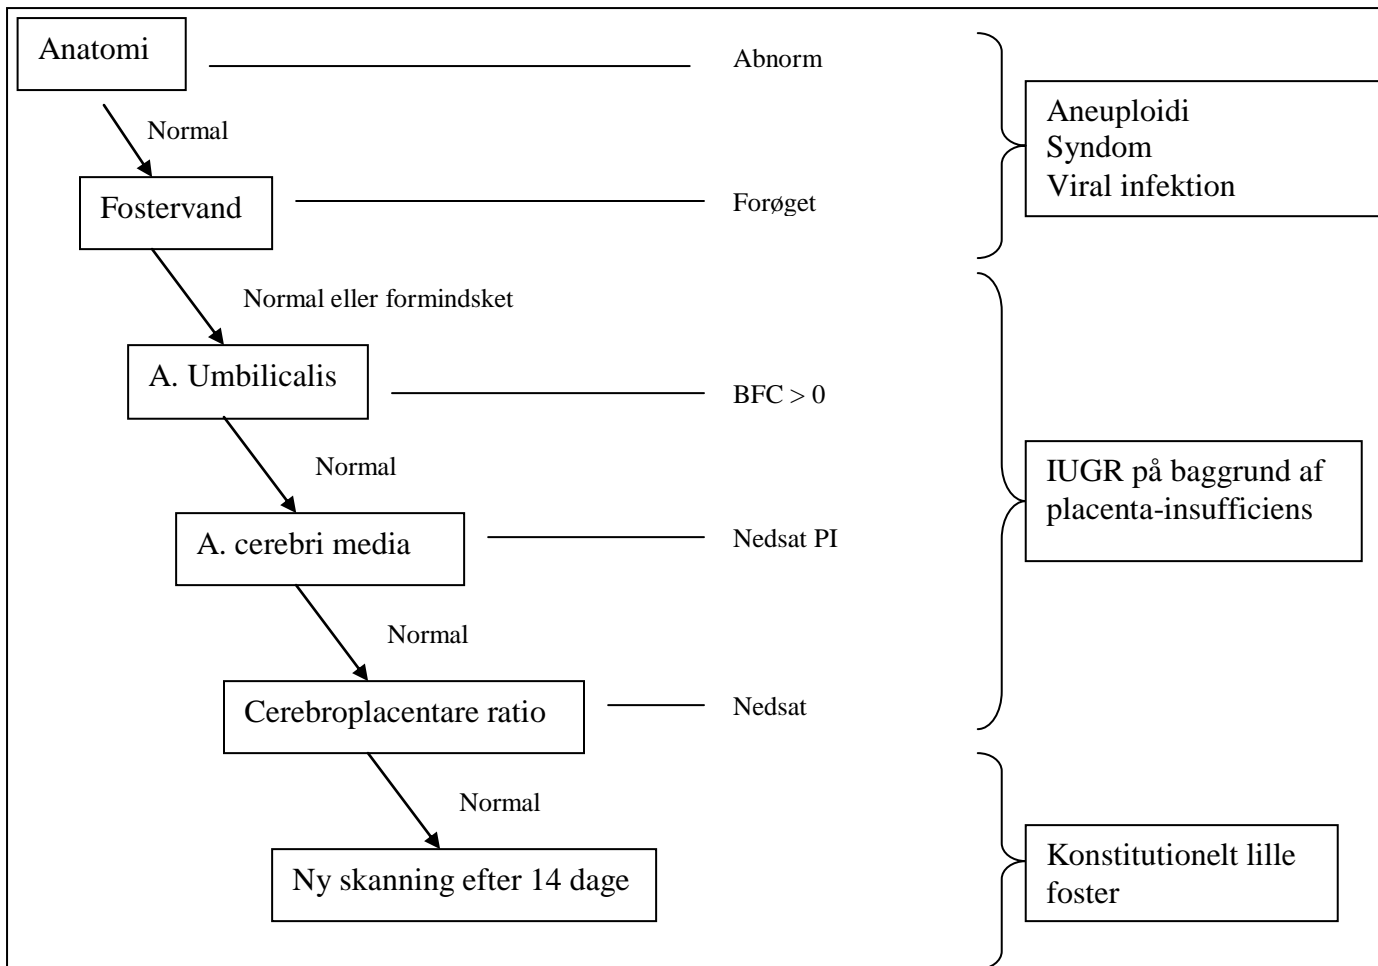 Anatomi
Abnorm
Normal
Fostervand
Forøget
Aneuploidi
Syndom
Viral infektion
Normal eller formindsket
A. Umbilicalis
BFC > 0
Normal
A. cerebri media
Nedsat PI
IUGR på baggrund af
placenta-insufficiens
Normal
Cerebroplacentare ratio
Nedsat
Normal
Ny skanning efter 14 dage
Konstitutionelt lille
foster